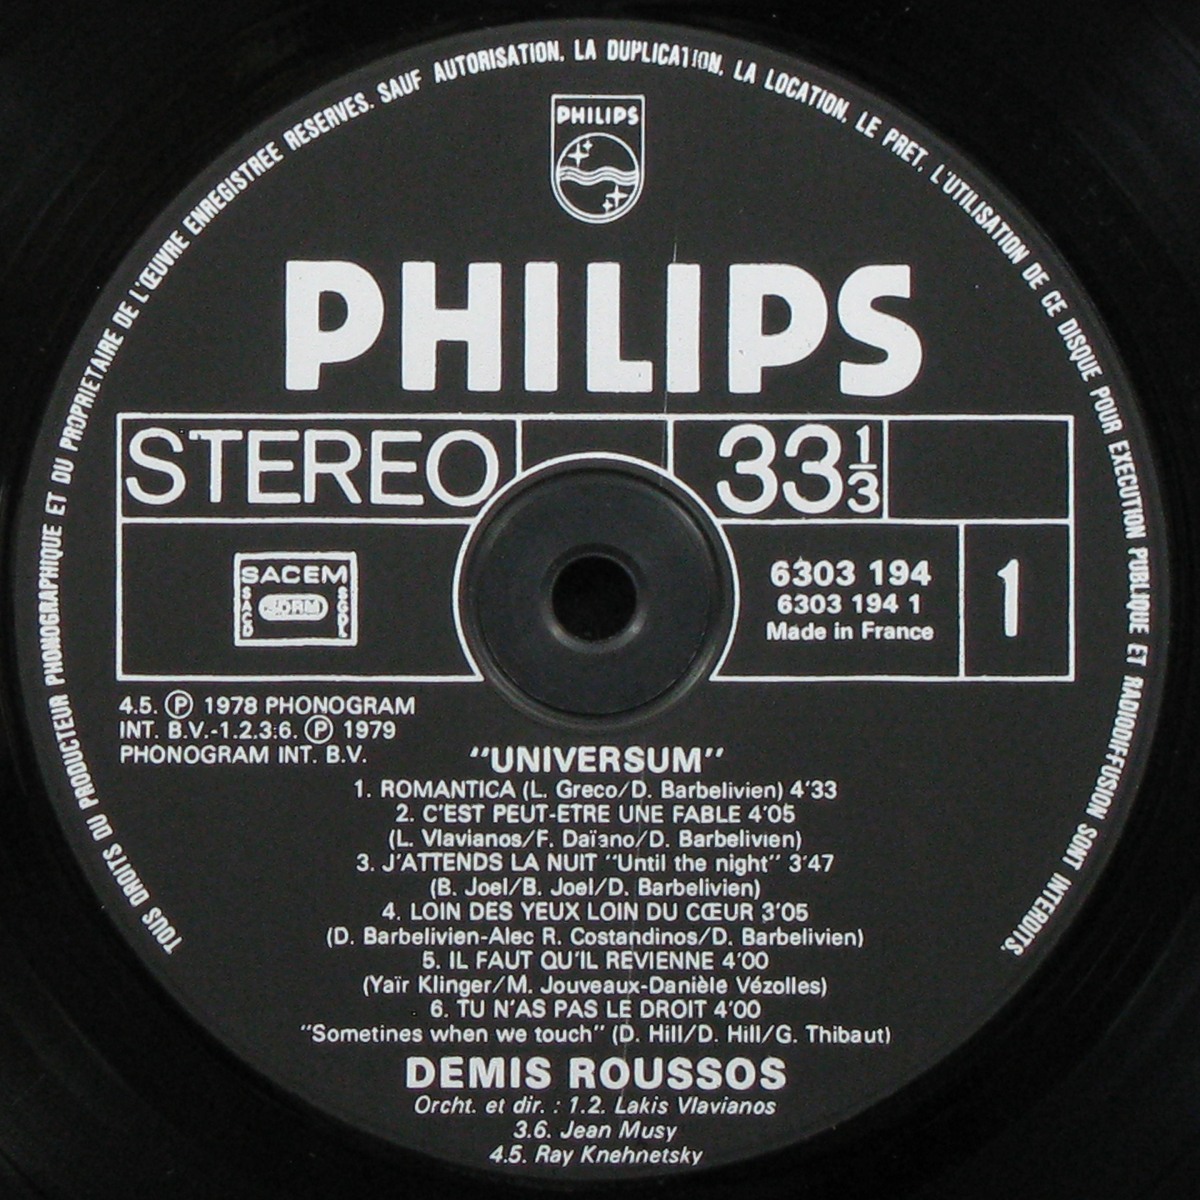 TOUS DROITS DU PRODUCTEUR PHONOGRAPHIQUE ET DU PROPRIETAIRE DE L'ŒUVRE ENREGISTREE RESERVES. SAUF AUTORISATION, LA DUPLICATION, LA LOCATION, LE PRET, L'UTILISATION DE CE DISQUE POUR EXECUTION PUBLIQUE ET RADIODIFFUSION SONT INTERDITS.
PHILIPS
PHILIPS
STEREO 33 1/3
SACEM
SACD SDRM SGDL
6303 194
6303 194 1
Made in France
1
4.5. ℗ 1978 PHONOGRAM
INT. B.V.-1.2.3.6. ℗ 1979
PHONOGRAM INT. B.V.
"UNIVERSUM"
1. ROMANTICA (L. Greco/D. Barbelivien) 4'33
2. C'EST PEUT-ETRE UNE FABLE 4'05
(L. Vlavianos/F. Daïano/D. Barbelivien)
3. J'ATTENDS LA NUIT "Until the night" 3'47
(B. Joel/B. Joel/D. Barbelivien)
4. LOIN DES YEUX LOIN DU CŒUR 3'05
(D. Barbelivien-Alec R. Costandinos/D. Barbelivien)
5. IL FAUT QU'IL REVIENNE 4'00
(Yaïr Klinger/M. Jouveaux-Danièle Vézolles)
6. TU N'AS PAS LE DROIT 4'00
"Sometines when we touch" (D. Hill/D. Hill/G. Thibaut)
DEMIS ROUSSOS
Orcht. et dir. : 1.2. Lakis Vlavianos
3.6. Jean Musy
4.5. Ray Knehnetsky